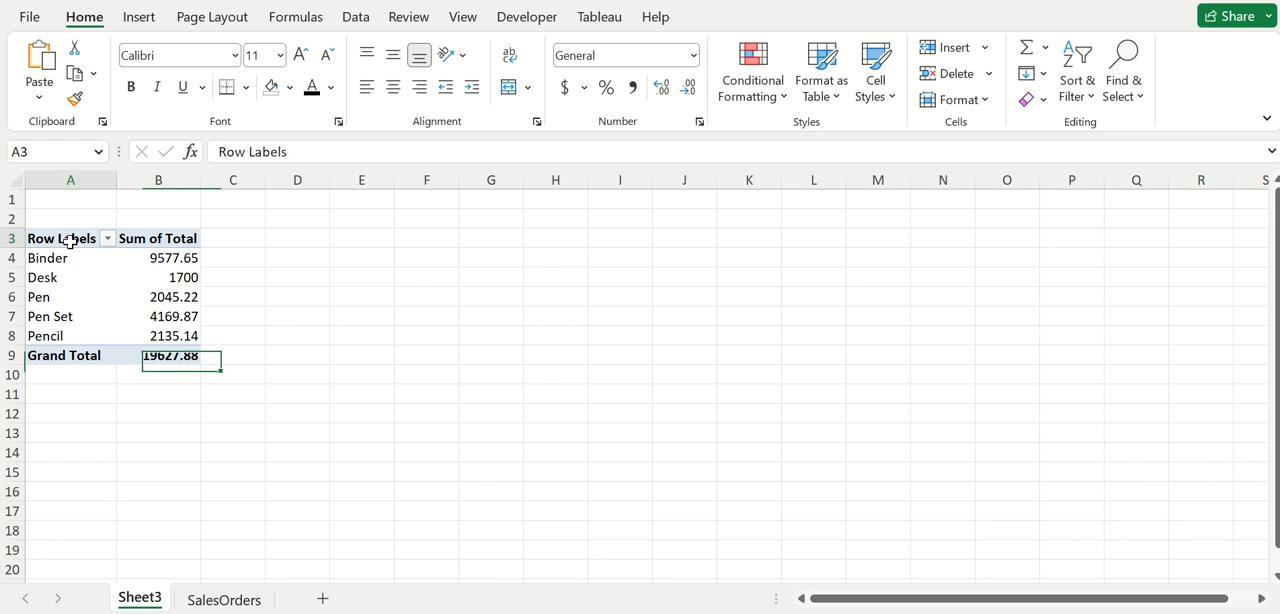 File Home Insert Page Layout Formulas Data Review View Developer Tableau Help Share
Paste
Clipboard
Calibri 11 A A
B I U A
Font
ab
Alignment
General
$ % 9
Number
Conditional Formatting
Format as Table
Cell Styles
Styles
Insert
Delete
Format
Cells
Sort & Filter
Find & Select
Editing
A3 fx Row Labels
A B C D E F G H I J K L M N O P Q R S
1
2
3 Row Labels Sum of Total
4 Binder 9577.65
5 Desk 1700
6 Pen 2045.22
7 Pen Set 4169.87
8 Pencil 2135.14
9 Grand Total 19627.88
10
11
12
13
14
15
16
17
18
19
20
Sheet3 SalesOrders +